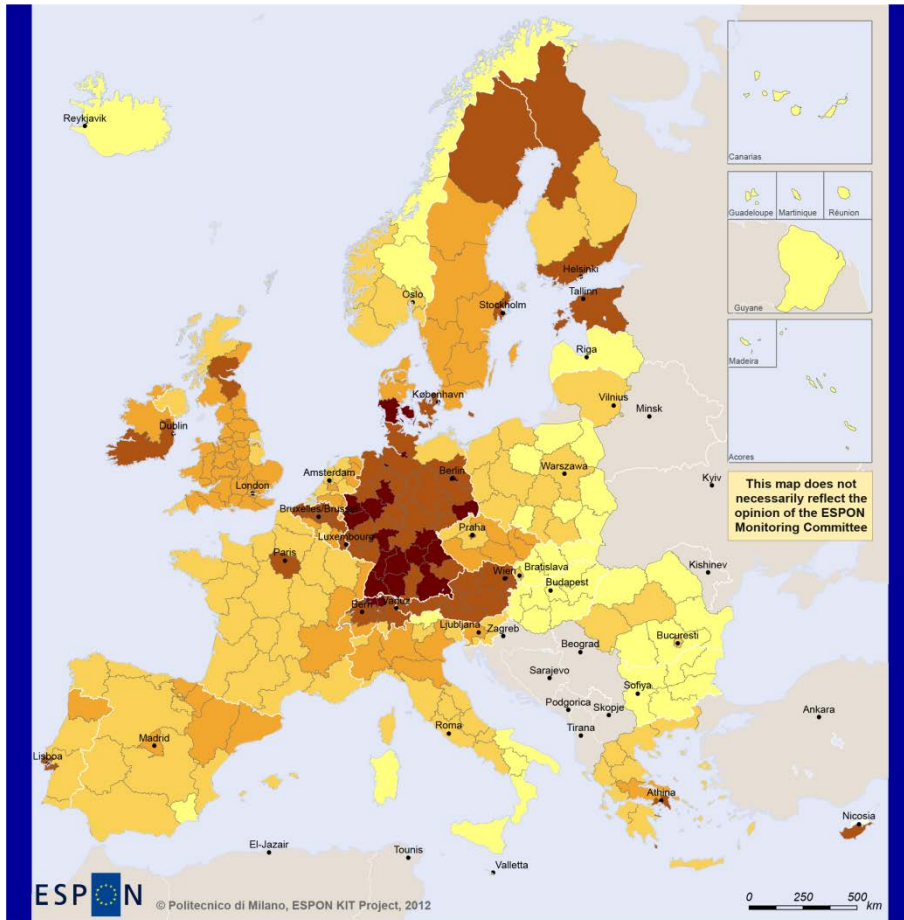 Reykjavik
Canarias
Guadeloupe
Martinique
Réunion
Guyane
Madeira
Acores
Oslo
Helsinki
Tallinn
Stockholm
Riga
København
Vilnius
Minsk
Dublin
Amsterdam
Berlin
Warszawa
London
Kyiv
This map does not
necessarily reflect the
opinion of the ESPON
Monitoring Committee
Praha
Luxembourg
Paris
Wien
Bratislava
Budapest
Kishinev
Bern
Vaduz
Ljubljana
Zagreb
Beograd
Bucuresti
Sarajevo
Sofiya
Podgorica
Skopje
Ankara
Roma
Tirana
Madrid
Lisboa
Athina
Nicosia
El-Jazair
Tounis
Valletta
ESPON
© Politecnico di Milano, ESPON KIT Project, 2012
0 250 500
km